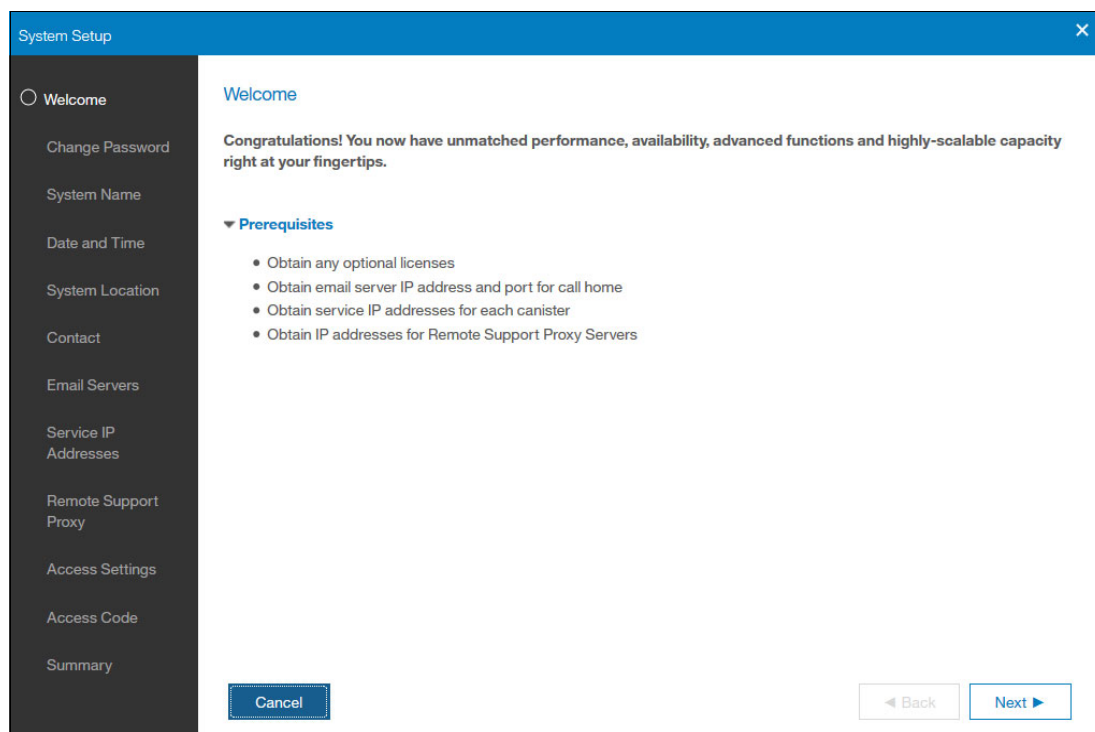 System Setup
Welcome
Change Password
System Name
Date and Time
System Location
Contact
Email Servers
Service IP
Addresses
Remote Support
Proxy
Access Settings
Access Code
Summary
Welcome
Congratulations! You now have unmatched performance, availability, advanced functions and highly-scalable capacity
right at your fingertips.
Prerequisites
Obtain any optional licenses
Obtain email server IP address and port for call home
Obtain service IP addresses for each canister
Obtain IP addresses for Remote Support Proxy Servers
Cancel
Back
Next